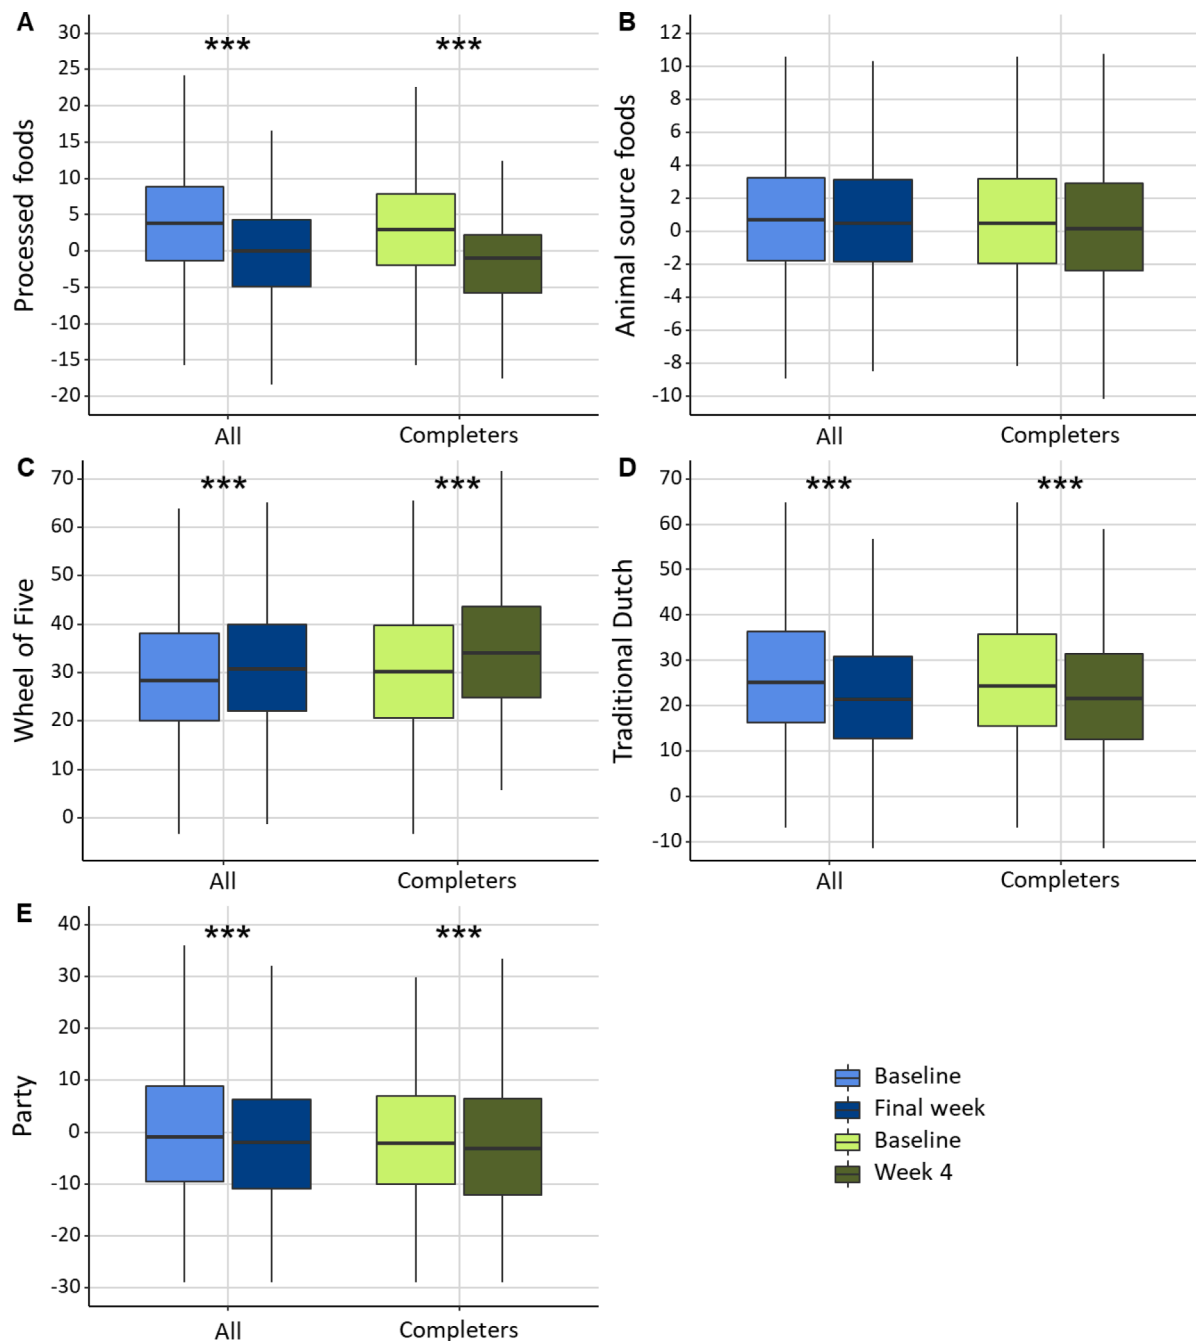 A
Processed foods
30
25
20
15
10
5
0
-5
-10
-15
-20
***
***
All
Completers
B
Animal source foods
12
10
8
6
4
2
0
-2
-4
-6
-8
-10
All
Completers
C
Wheel of Five
70
60
50
40
30
20
10
0
***
***
All
Completers
D
Traditional Dutch
70
60
50
40
30
20
10
0
-10
***
***
All
Completers
E
Party
40
30
20
10
0
-10
-20
-30
***
***
All
Completers
Baseline
Final week
Baseline
Week 4